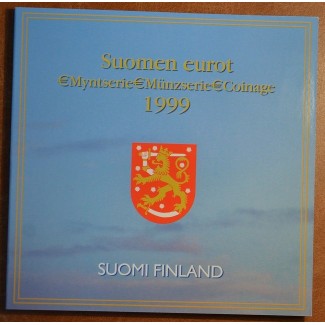 Suomen eurot
€Myntserie€Münzserie€Coinage
1999
SUOMI FINLAND